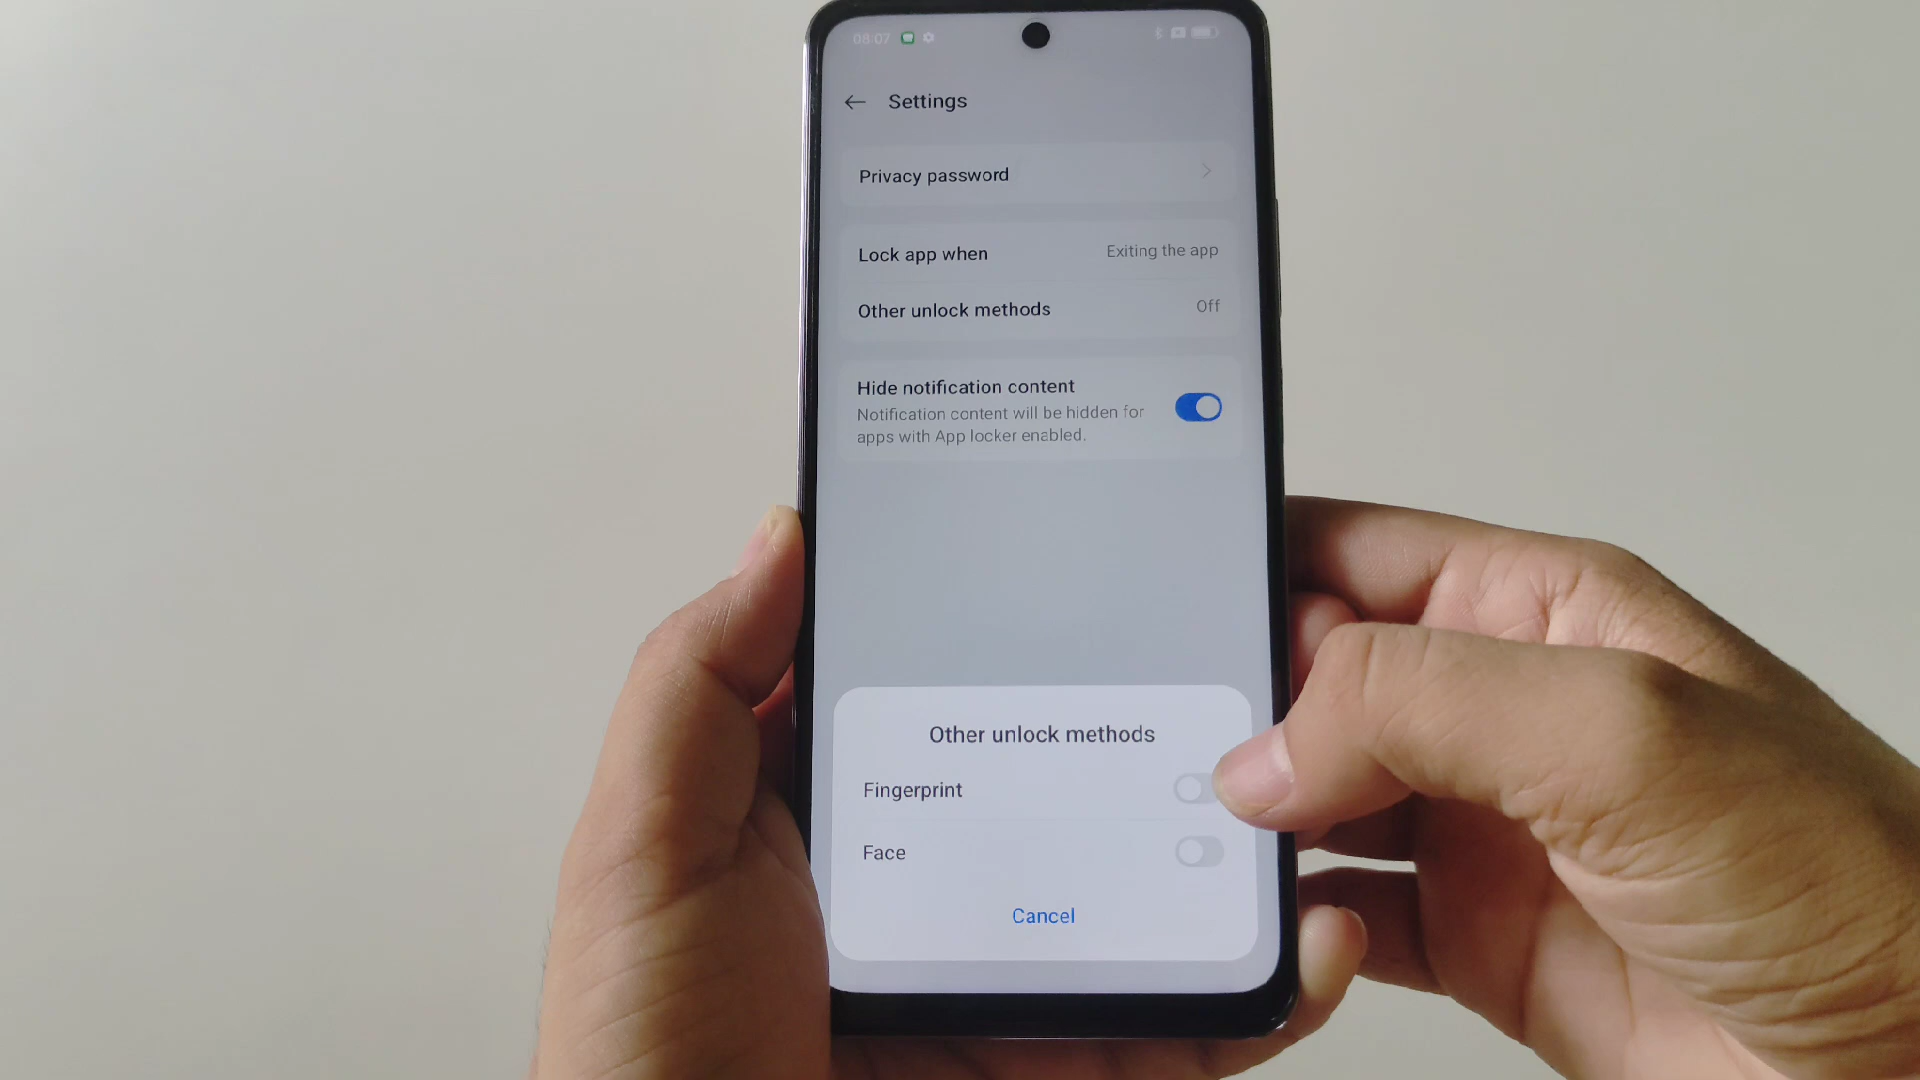 08:07
Settings
Privacy password
Lock app when Exiting the app
Other unlock methods Off
Hide notification content
Notification content will be hidden for
apps with App locker enabled.
Other unlock methods
Fingerprint
Face
Cancel